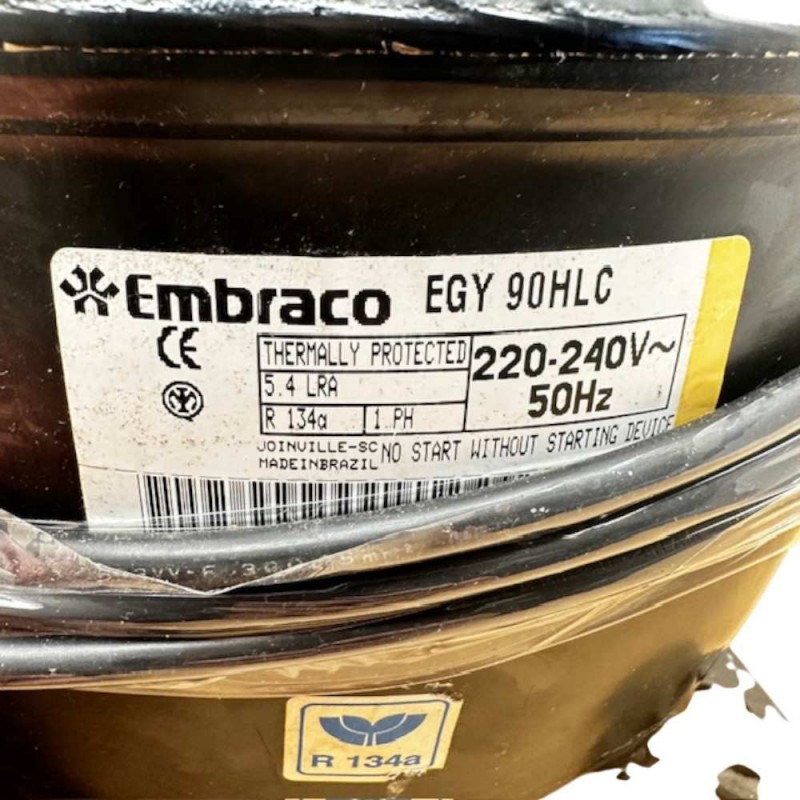 Embraco EGY 90HLC
CE
THERMALLY PROTECTED
5.4 LRA
R 134a 1 PH
220-240V~
50Hz
JOINVILLE-SC
MADEINBRAZIL
NO START WITHOUT STARTING DEVICE
R 134a